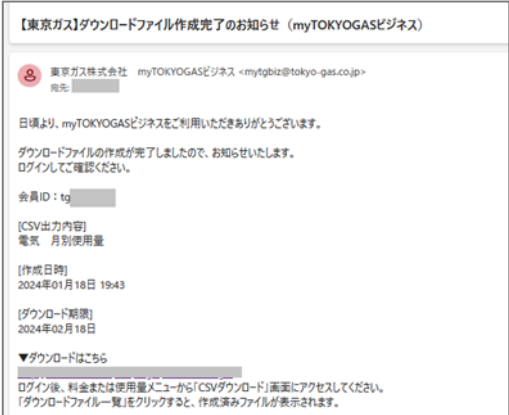 【東京ガス】ダウンロードファイル作成完了のお知らせ（myTOKYOGASビジネス）
東京ガス株式会社　myTOKYOGASビジネス <mytgbiz@tokyo-gas.co.jp>
宛先:
日頃より、myTOKYOGASビジネスをご利用いただきありがとうございます。
ダウンロードファイルの作成が完了しましたので、お知らせいたします。
ログインしてご確認ください。
会員ID：tg
[CSV出力内容]
電気　月別使用量
[作成日時]
2024年01月18日 19:43
[ダウンロード期限]
2024年02月18日
▼ダウンロードはこちら
ログイン後、料金または使用量メニューから「CSVダウンロード」画面にアクセスしてください。
「ダウンロードファイル一覧」をクリックすると、作成済みファイルが表示されます。